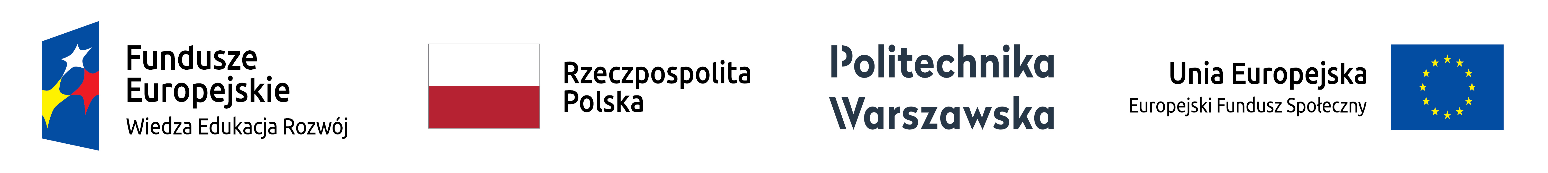 Fundusze
Europejskie
Wiedza Edukacja Rozwój
Rzeczpospolita
Polska
Politechnika
Warszawska
Unia Europejska
Europejski Fundusz Społeczny